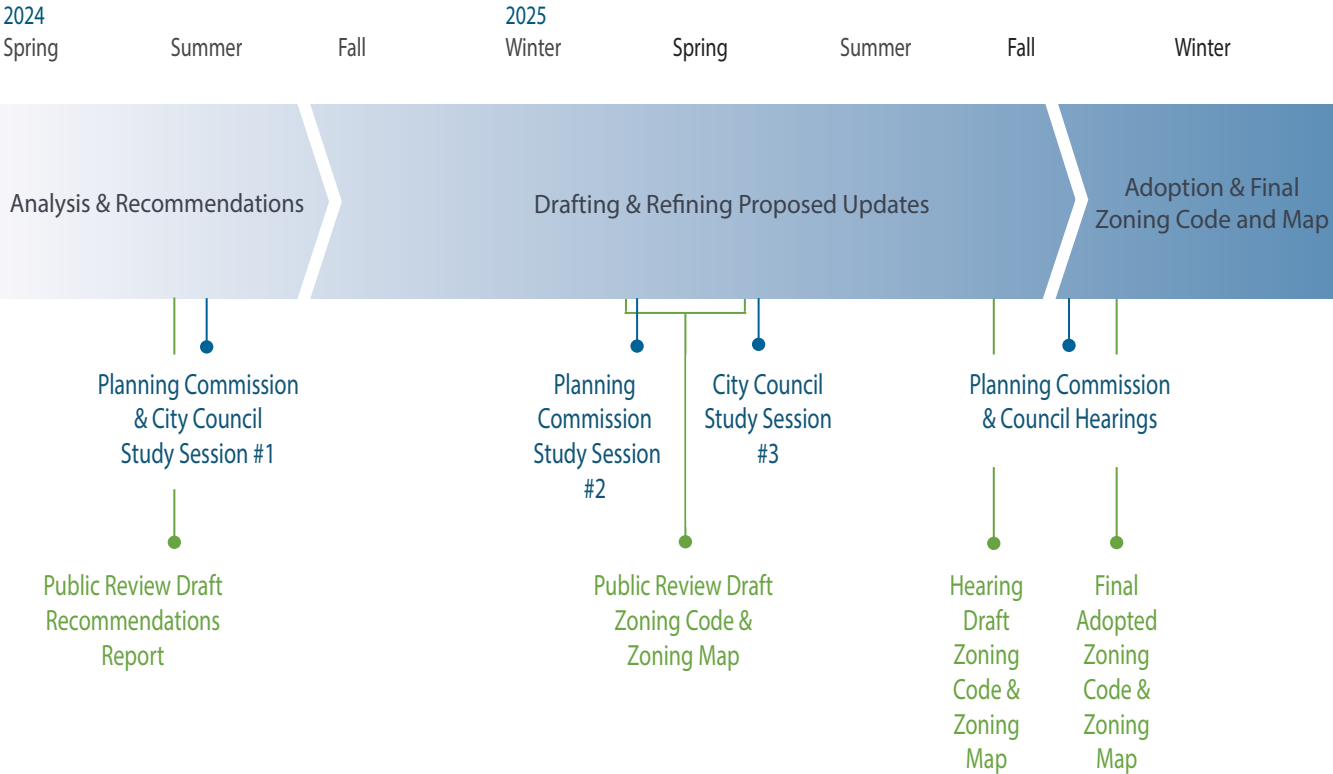 2024
2025
Spring
Summer
Fall
Winter
Spring
Summer
Fall
Winter
Analysis & Recommendations
Drafting & Refining Proposed Updates
Adoption & Final
Zoning Code and Map
Planning Commission
& City Council
Study Session #1
Planning
Commission
Study Session
#2
City Council
Study Session
#3
Planning Commission
& Council Hearings
Public Review Draft
Recommendations
Report
Public Review Draft
Zoning Code &
Zoning Map
Hearing
Draft
Zoning
Code &
Zoning
Map
Final
Adopted
Zoning
Code &
Zoning
Map